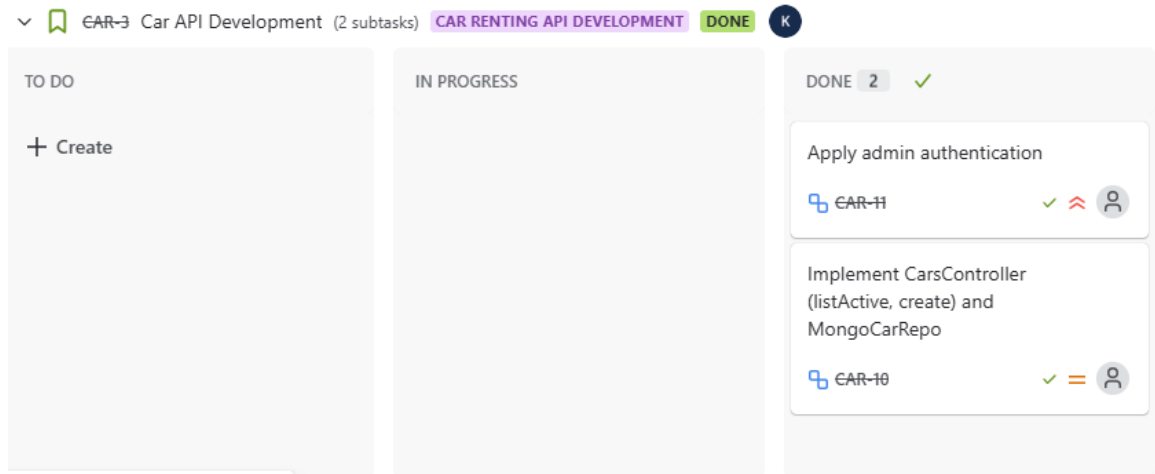 CAR-3 Car API Development (2 subtasks) CAR RENTING API DEVELOPMENT DONE K
TO DO
IN PROGRESS
DONE 2
+ Create
Apply admin authentication
CAR-11
Implement CarsController
(listActive, create) and
MongoCarRepo
CAR-10